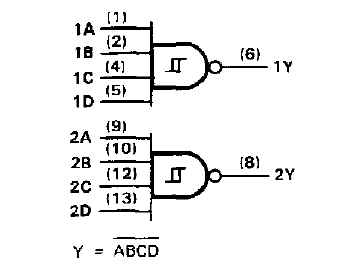 1A (1)
1B (2)
1C (4)
1D (5)
(6) 1Y
2A (9)
2B (10)
2C (12)
2D (13)
(8) 2Y
Y = A̅B̅C̅D̅